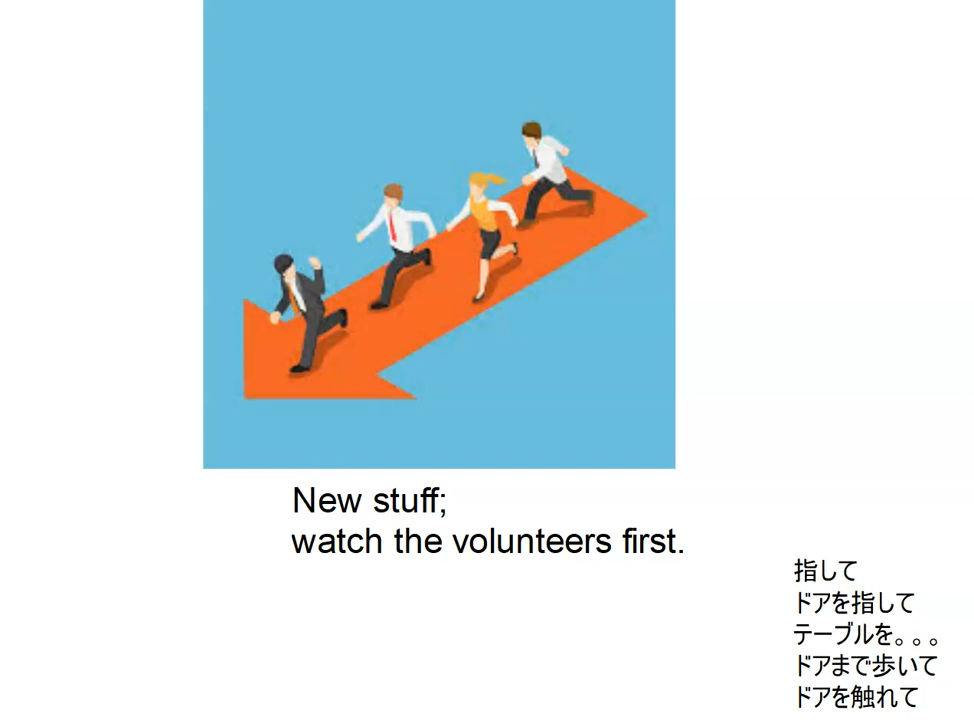 New stuff;
watch the volunteers first.
指して
ドアを指して
テーブルを。。。
ドアまで歩いて
ドアを触れて